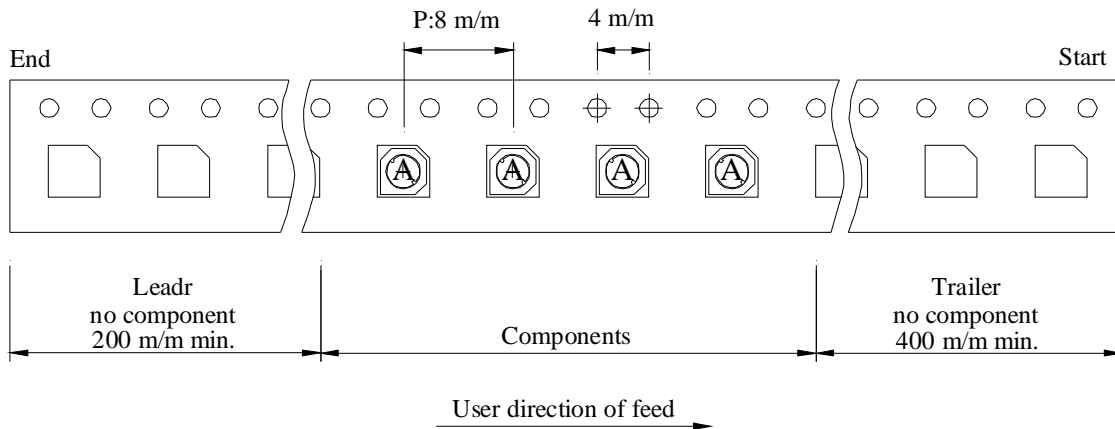 P:8 m/m
4 m/m
End
Start
A A A A
Leadr
no component
200 m/m min.
Components
Trailer
no component
400 m/m min.
User direction of feed